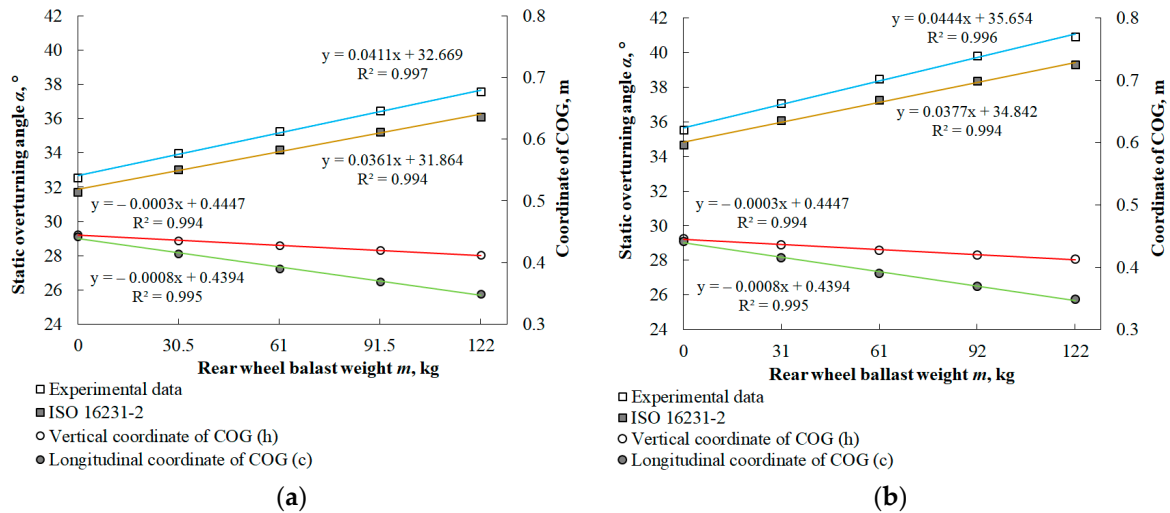 42
40
38
36
34
32
30
28
26
24
Static overturning angle α, °
0.8
0.7
0.6
0.5
0.4
0.3
Coordinate of COG, m
y = 0.0411x + 32.669
R² = 0.997
y = 0.0361x + 31.864
R² = 0.994
y = – 0.0003x + 0.4447
R² = 0.994
y = – 0.0008x + 0.4394
R² = 0.995
0 30.5 61 91.5 122
Rear wheel balast weight m, kg
Experimental data
ISO 16231-2
Vertical coordinate of COG (h)
Longitudinal coordinate of COG (c)
(a)
42
40
38
36
34
32
30
28
26
24
Static overturning angle α, °
0.8
0.7
0.6
0.5
0.4
0.3
Coordinate of COG, m
y = 0.0444x + 35.654
R² = 0.996
y = 0.0377x + 34.842
R² = 0.994
y = – 0.0003x + 0.4447
R² = 0.994
y = – 0.0008x + 0.4394
R² = 0.995
0 31 61 92 122
Rear wheel ballast weight m, kg
Experimental data
ISO 16231-2
Vertical coordinate of COG (h)
Longitudinal coordinate of COG (c)
(b)